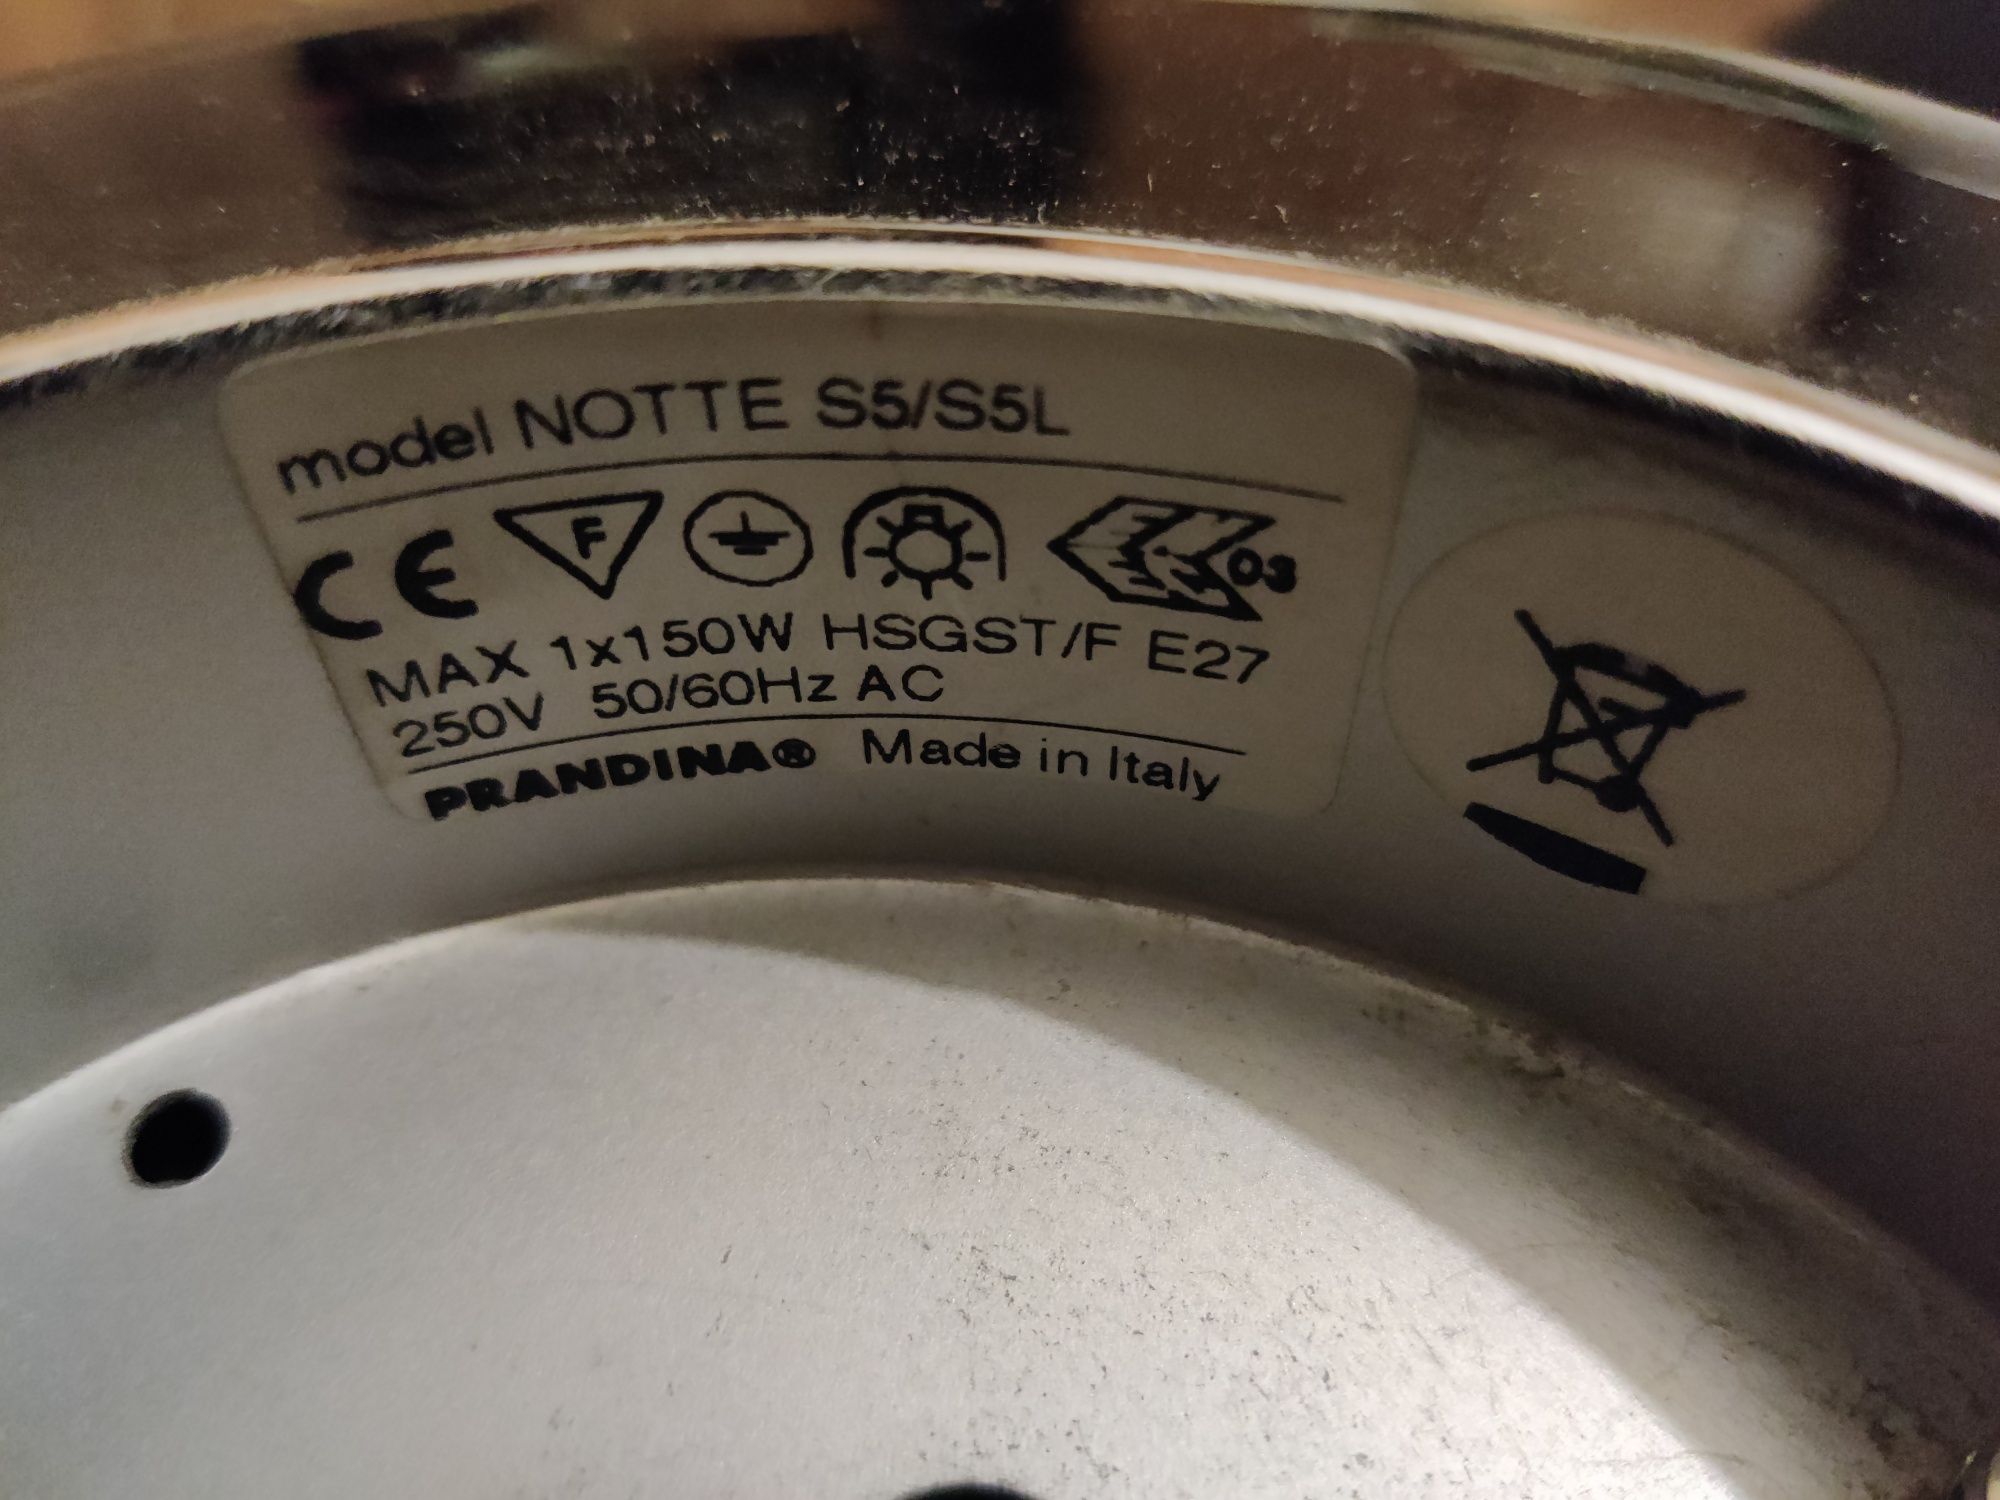 model NOTTE S5/S5L
CE F 03
MAX 1x150W HSGST/F E27
250V 50/60Hz AC
PRANDINA® Made in Italy